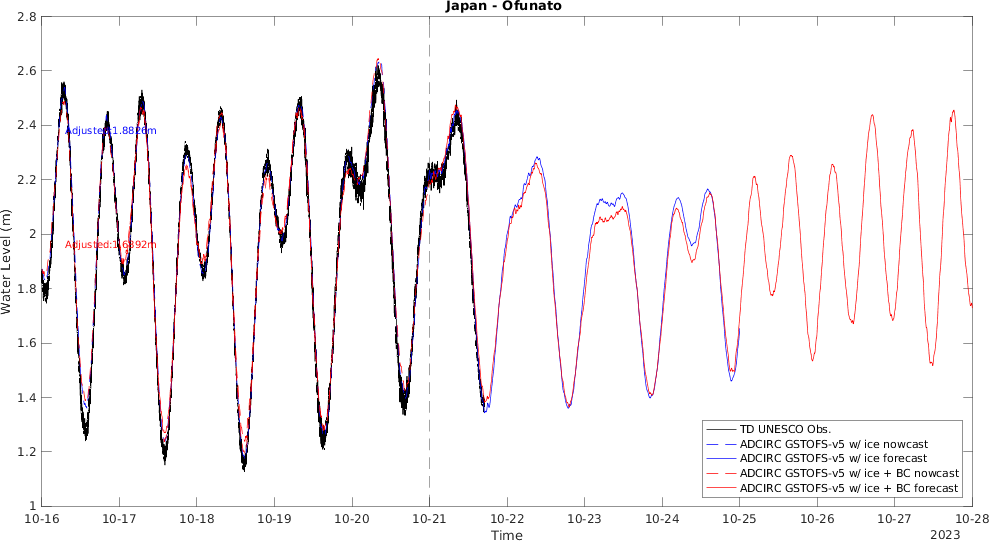 Japan - Ofunato
2.8
2.6
2.4
2.2
2
1.8
1.6
1.4
1.2
1
Water Level (m)
Adjusted:1.8826m
Adjusted:1.6392m
TD UNESCO Obs.
ADCIRC GSTOFS-v5 w/ ice nowcast
ADCIRC GSTOFS-v5 w/ ice forecast
ADCIRC GSTOFS-v5 w/ ice + BC nowcast
ADCIRC GSTOFS-v5 w/ ice + BC forecast
10-16 10-17 10-18 10-19 10-20 10-21 10-22 10-23 10-24 10-25 10-26 10-27 10-28
Time
2023